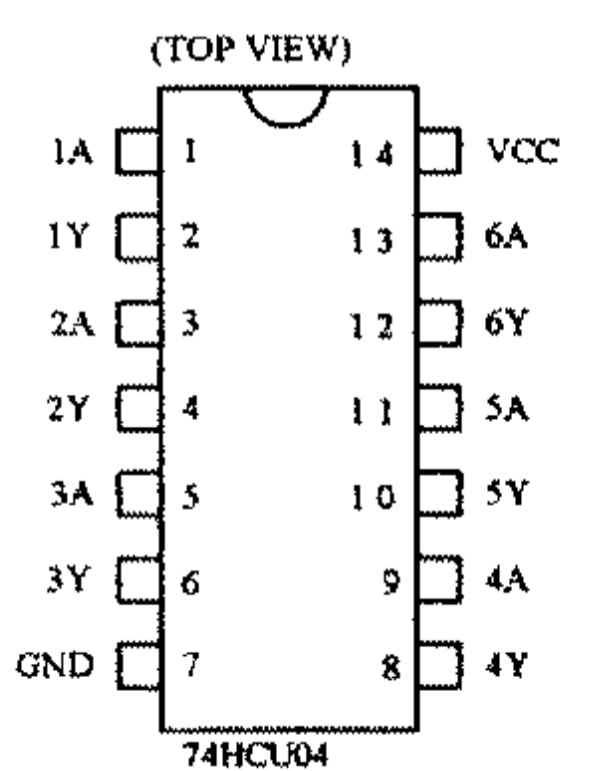 (TOP VIEW)
1A 1 14 VCC
1Y 2 13 6A
2A 3 12 6Y
2Y 4 11 5A
3A 5 10 5Y
3Y 6 9 4A
GND 7 8 4Y
74HCU04